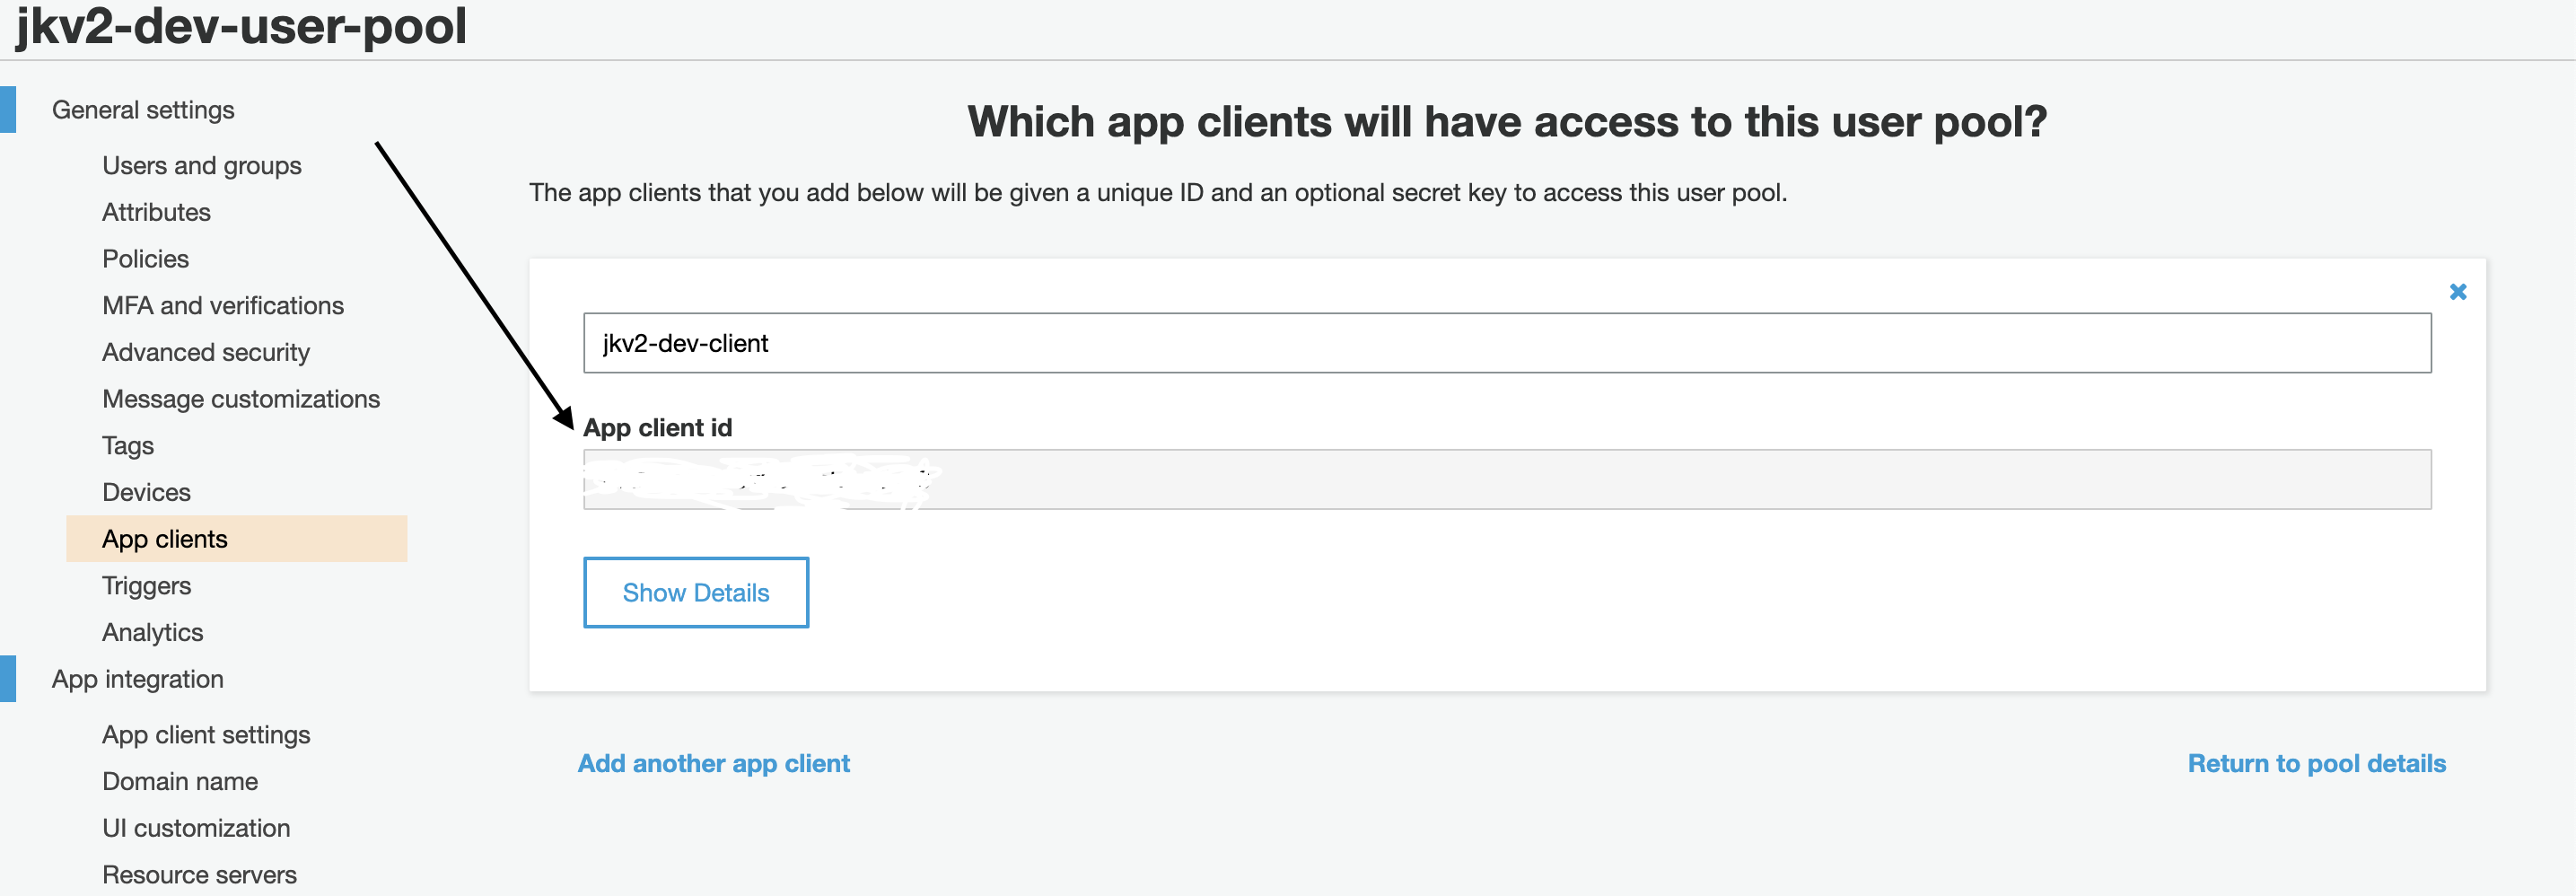 jkv2-dev-user-pool
General settings
Users and groups
Attributes
Policies
MFA and verifications
Advanced security
Message customizations
Tags
Devices
App clients
Triggers
Analytics
App integration
App client settings
Domain name
UI customization
Resource servers
Which app clients will have access to this user pool?
The app clients that you add below will be given a unique ID and an optional secret key to access this user pool.
jkv2-dev-client
App client id
Show Details
Add another app client
Return to pool details